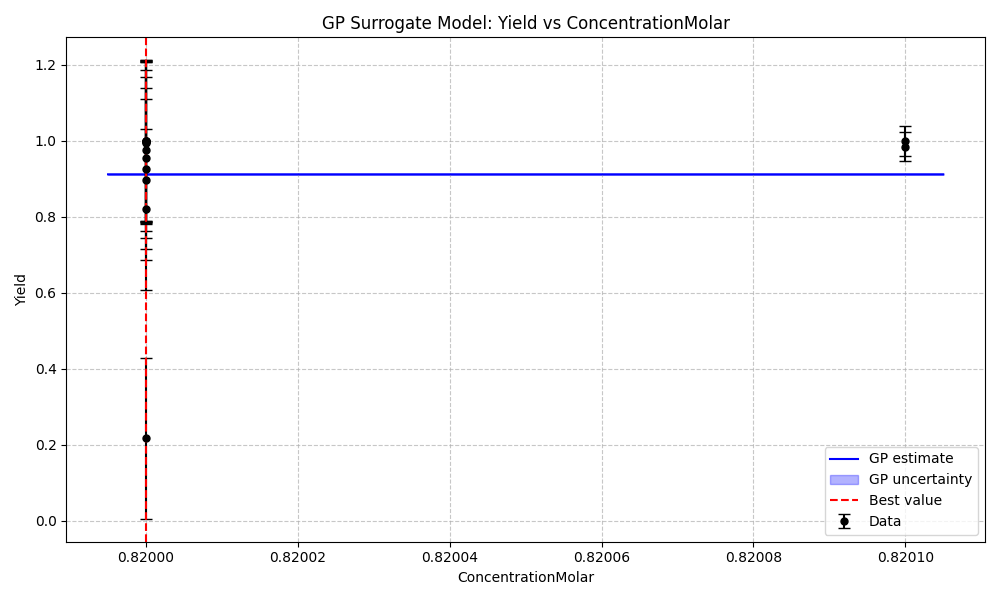 GP Surrogate Model: Yield vs ConcentrationMolar
Yield
1.2
1.0
0.8
0.6
0.4
0.2
0.0
0.82000
0.82002
0.82004
0.82006
0.82008
0.82010
ConcentrationMolar
GP estimate
GP uncertainty
Best value
Data